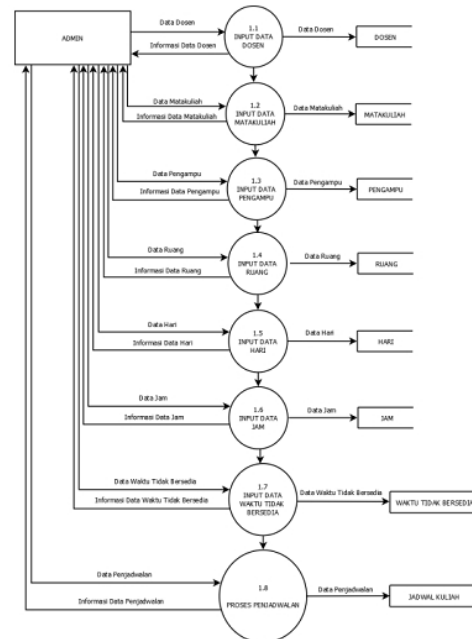 ADMIN
Data Dosen
Informasi Data Dosen
1.1
INPUT DATA
DOSEN
Data Dosen
DOSEN
Data Matakuliah
Informasi Data Matakuliah
1.2
INPUT DATA
MATAKULIAH
Data Matakuliah
MATAKULIAH
Data Pengampu
Informasi Data Pengampu
1.3
INPUT DATA
PENGAMPU
Data Pengampu
PENGAMPU
Data Ruang
Informasi Data Ruang
1.4
INPUT DATA
RUANG
Data Ruang
RUANG
Data Hari
Informasi Data Hari
1.5
INPUT DATA
HARI
Data Hari
HARI
Data Jam
Informasi Data Jam
1.6
INPUT DATA
JAM
Data Jam
JAM
Data Waktu Tidak Bersedia
Informasi Data Waktu Tidak Bersedia
1.7
INPUT DATA
WAKTU TIDAK
BERSEDIA
Data Waktu Tidak Bersedia
WAKTU TIDAK BERSEDIA
Data Penjadwalan
Informasi Data Penjadwalan
1.8
PROSES PENJADWALAN
Data Penjadwalan
JADWAL KULIAH